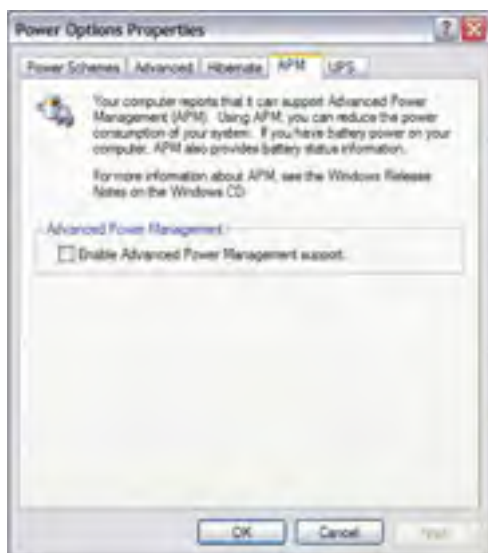 Power Options Properties
Power Schemes Advanced Hibernate APM UPS
Your computer reports that it can support Advanced Power
Management (APM). Using APM, you can reduce the power
consumption of your system. If you have battery power on your
computer, APM also provides battery status information.
For more information about APM, see the Windows Release
Notes on the Windows CD.
Advanced Power Management
Enable Advanced Power Management support.
OK Cancel